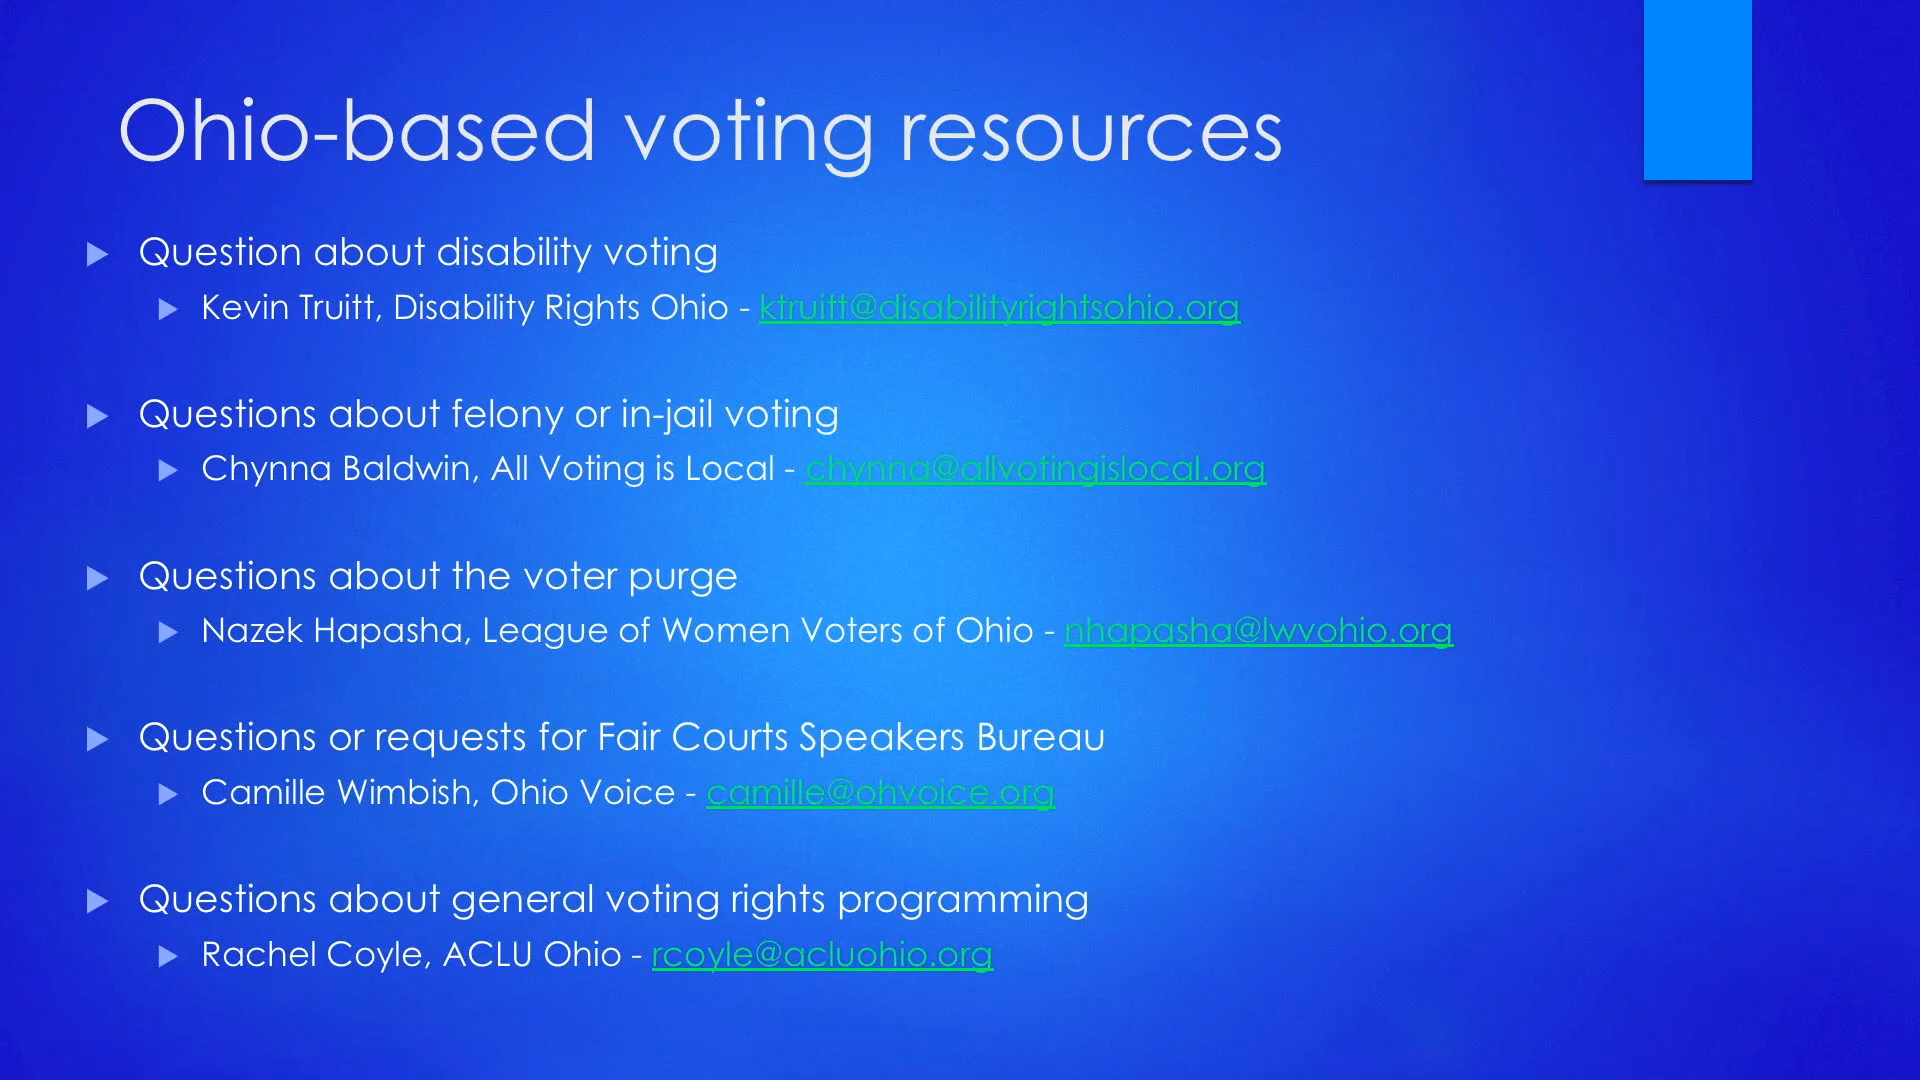 Ohio-based voting resources
Question about disability voting
Kevin Truitt, Disability Rights Ohio - ktruitt@disabilityrightsohio.org
Questions about felony or in-jail voting
Chynna Baldwin, All Voting is Local - chynna@allvotingislocal.org
Questions about the voter purge
Nazek Hapasha, League of Women Voters of Ohio - nhapasha@lwvohio.org
Questions or requests for Fair Courts Speakers Bureau
Camille Wimbish, Ohio Voice - camille@ohvoice.org
Questions about general voting rights programming
Rachel Coyle, ACLU Ohio - rcoyle@acluohio.org